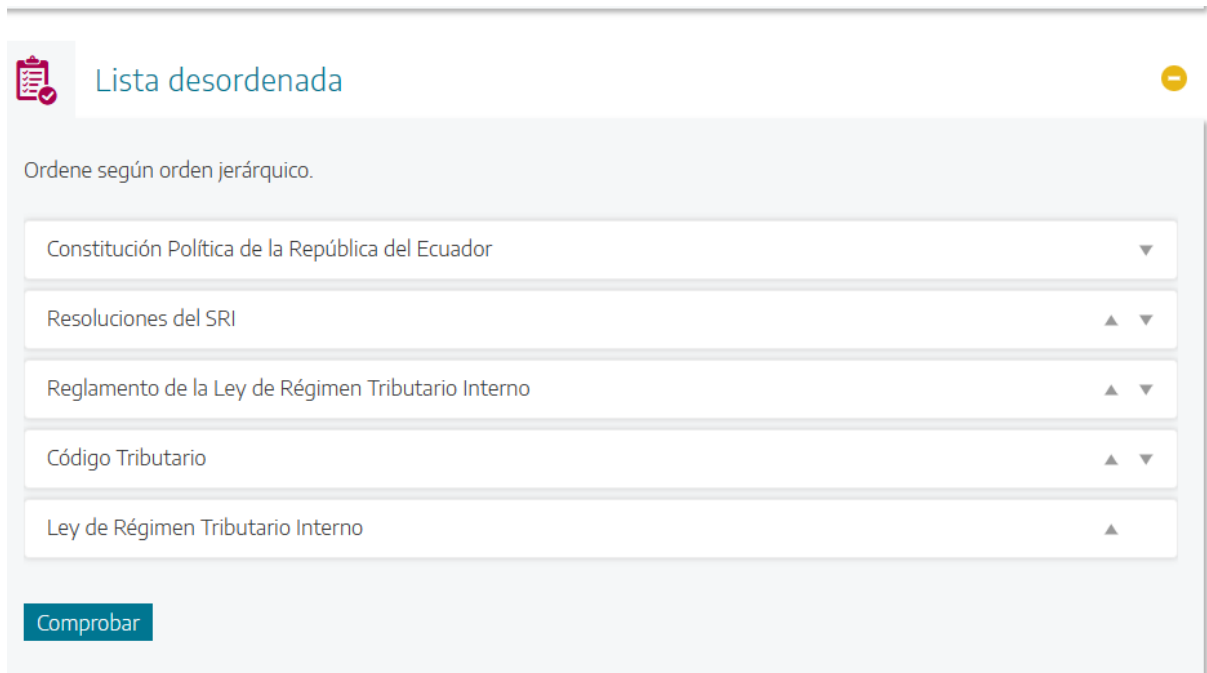 Lista desordenada
Ordene según orden jerárquico.
Constitución Política de la República del Ecuador
Resoluciones del SRI
Reglamento de la Ley de Régimen Tributario Interno
Código Tributario
Ley de Régimen Tributario Interno
Comprobar